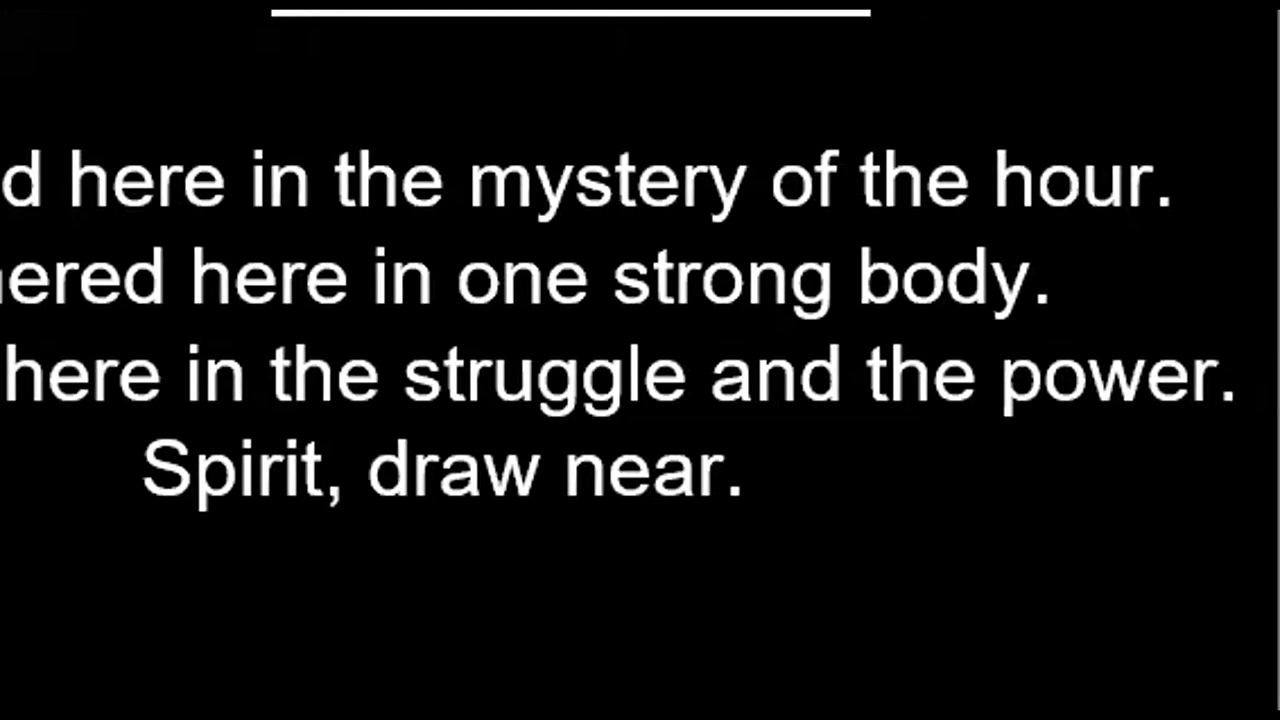 d here in the mystery of the hour.
ered here in one strong body.
here in the struggle and the power.
Spirit, draw near.